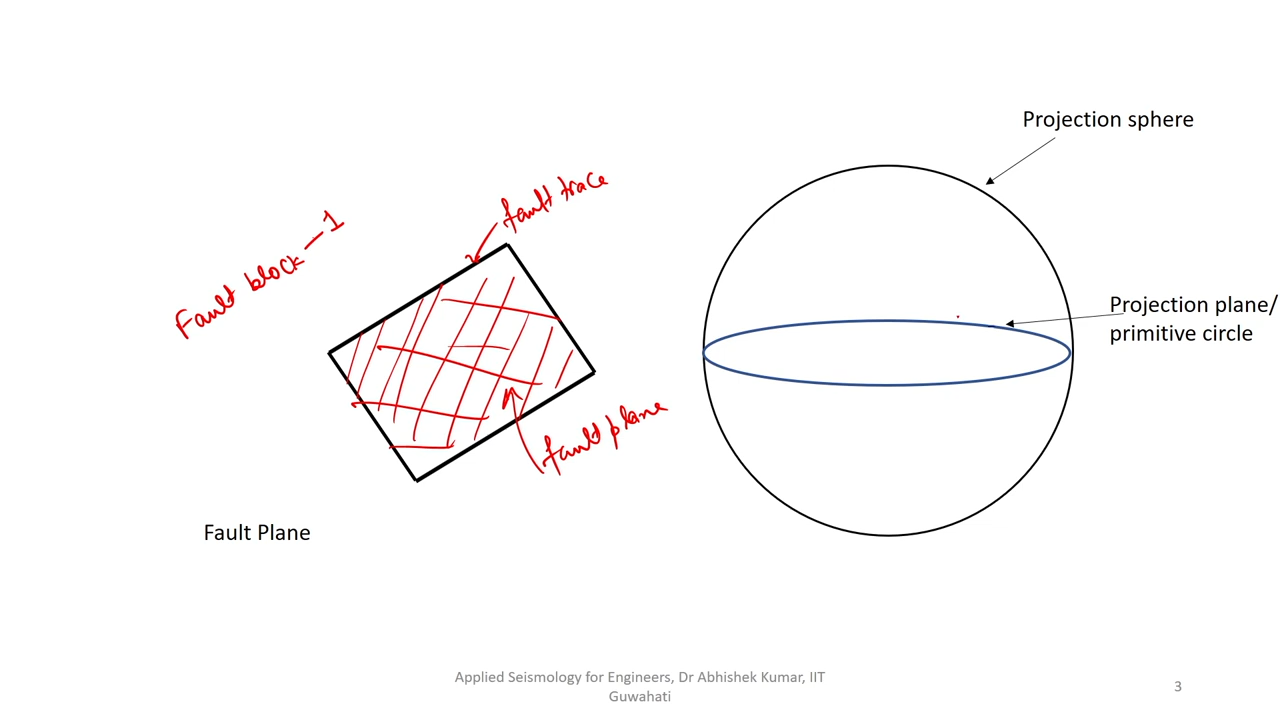 Projection sphere
fault trace
Fault block - 1
Projection plane/
primitive circle
fault plane
Fault Plane
Applied Seismology for Engineers, Dr Abhishek Kumar, IIT
Guwahati
3